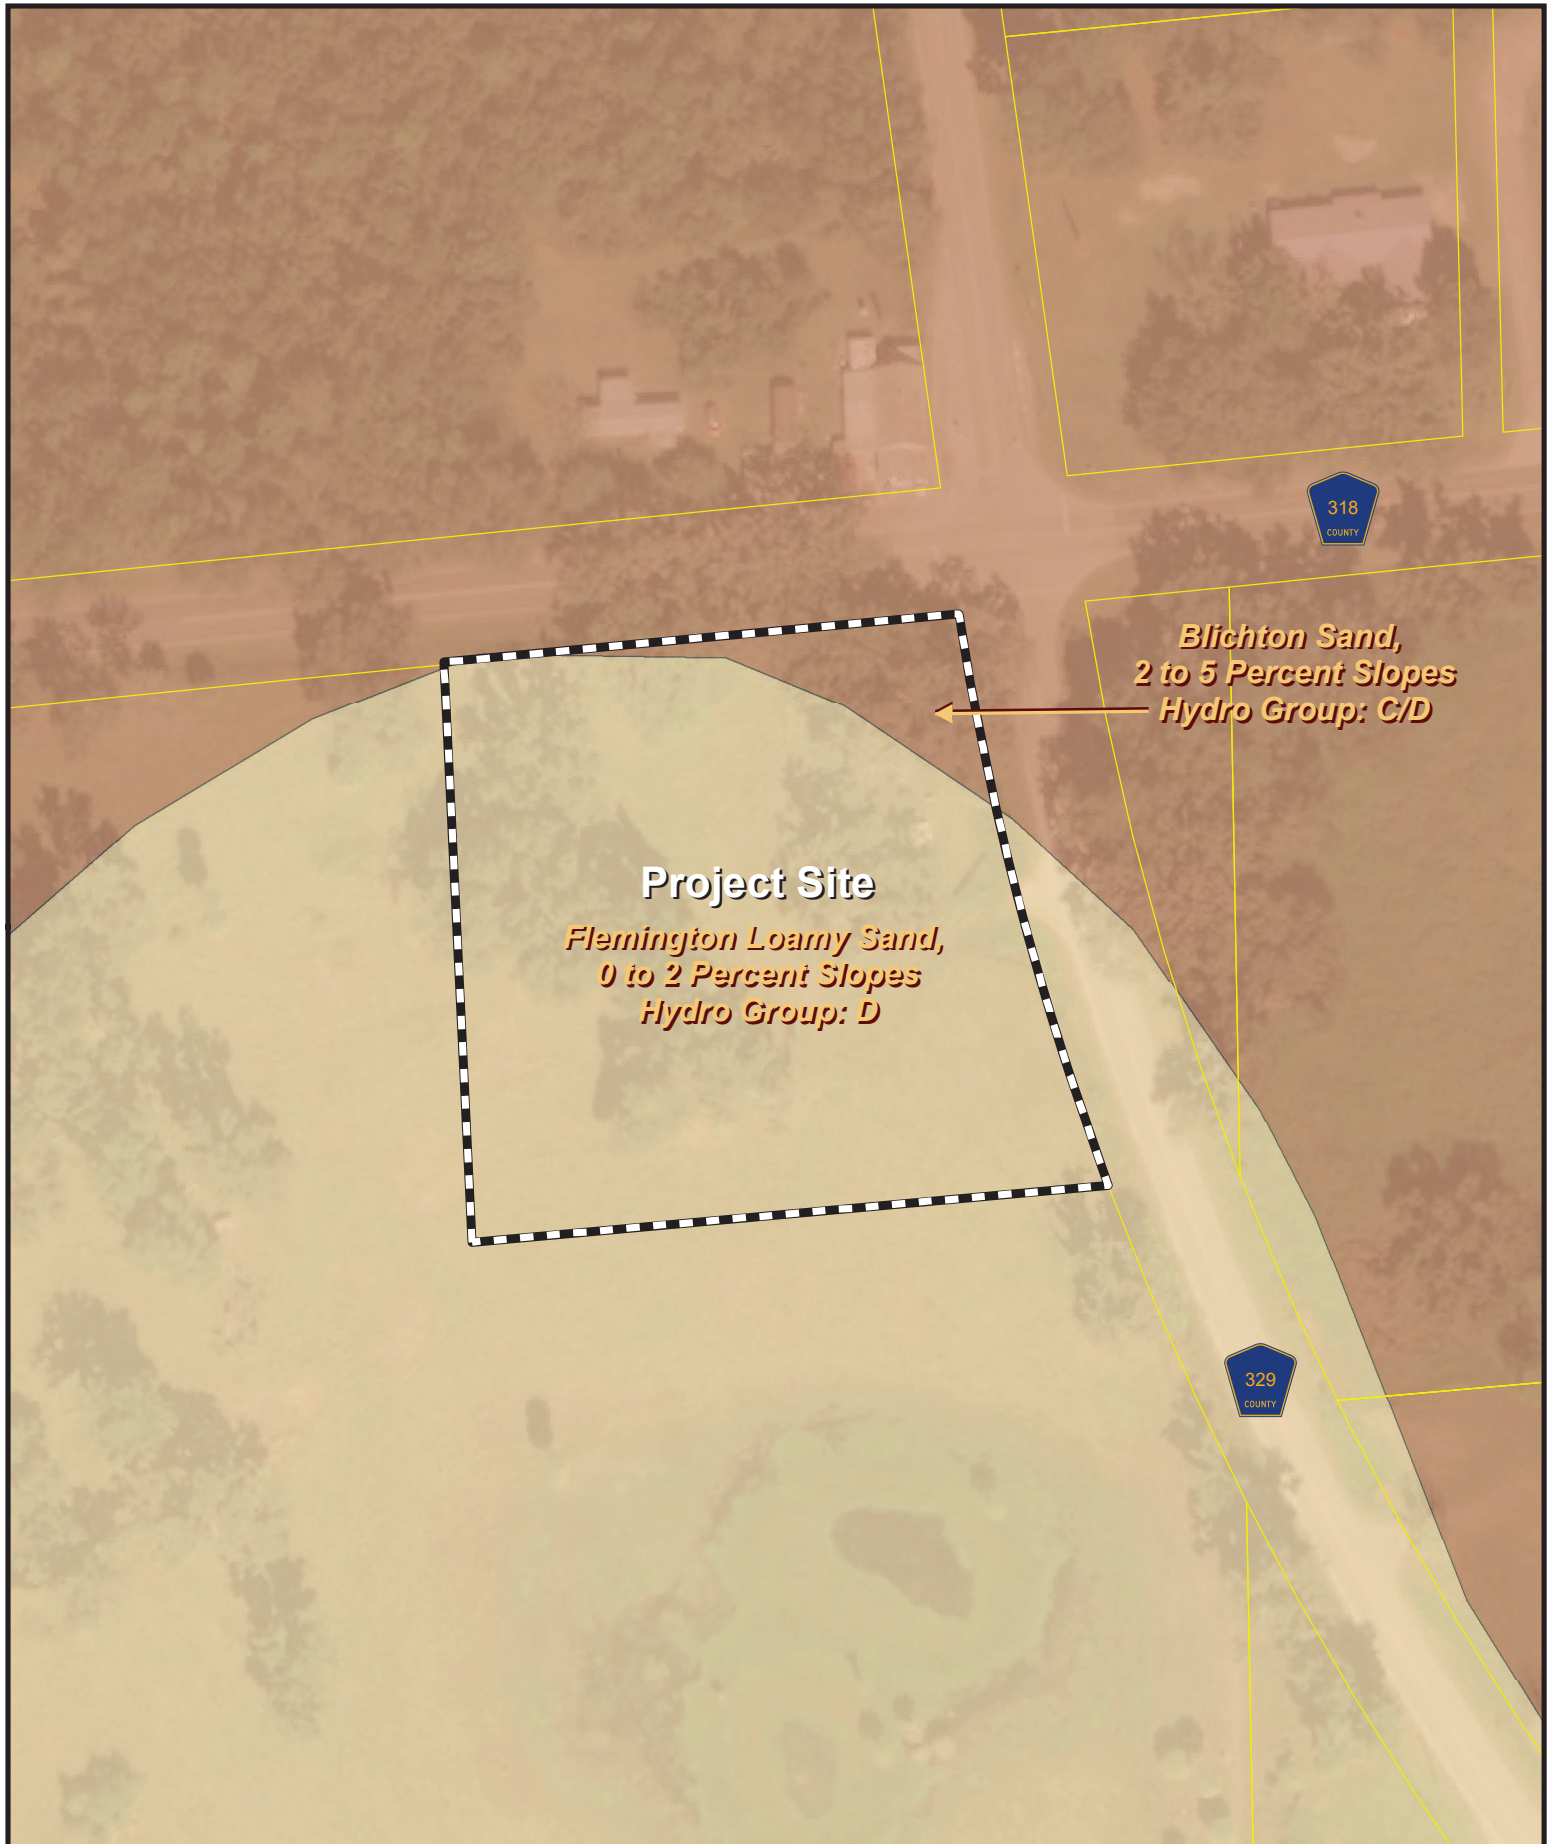 318
COUNTY
Blichton Sand,
2 to 5 Percent Slopes
Hydro Group: C/D
Project Site
Flemington Loamy Sand,
0 to 2 Percent Slopes
Hydro Group: D
329
COUNTY